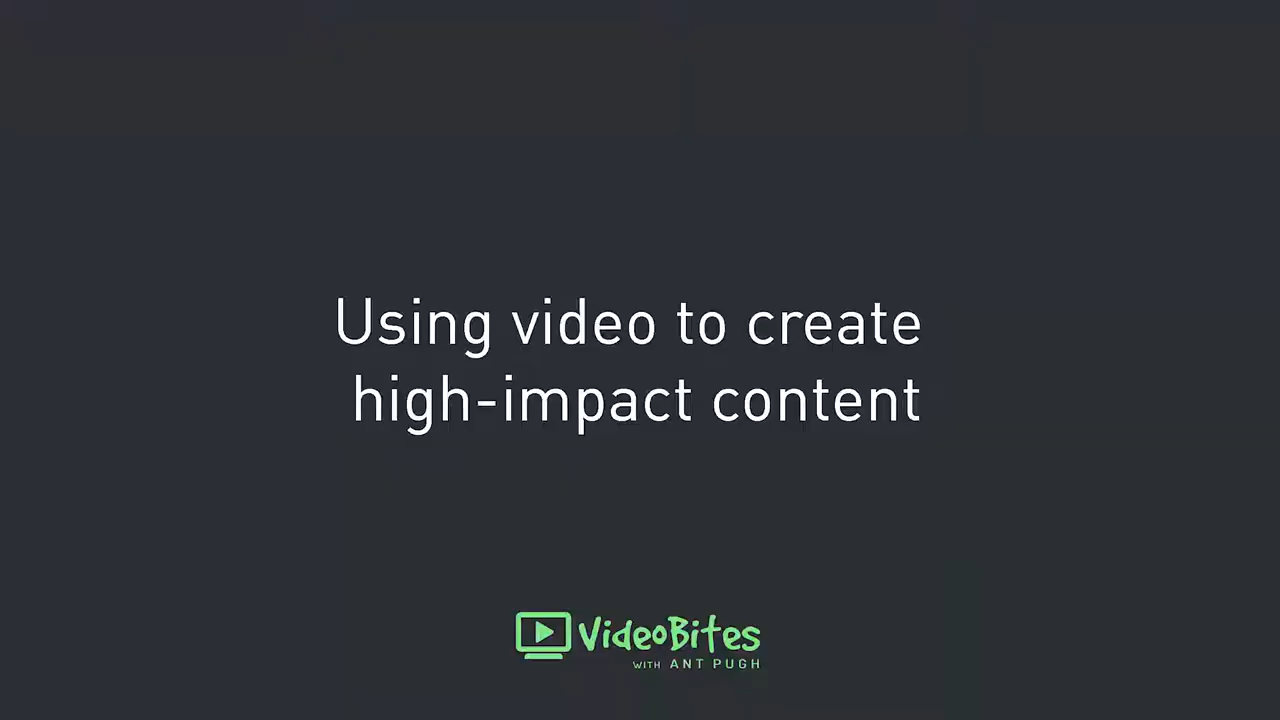 Using video to create
high-impact content
VideoBites
WITH ANT PUGH